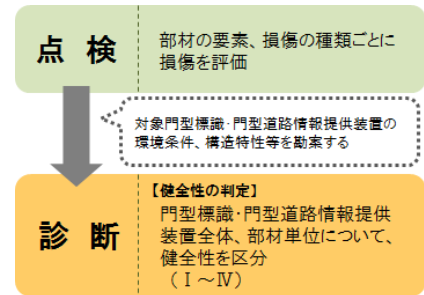 点 検
部材の要素、損傷の種類ごとに
損傷を評価
対象門型標識・門型道路情報提供装置の
環境条件、構造特性等を勘案する
診 断
【健全性の判定】
門型標識・門型道路情報提供
装置全体、部材単位について、
健全性を区分
（Ⅰ～Ⅳ）